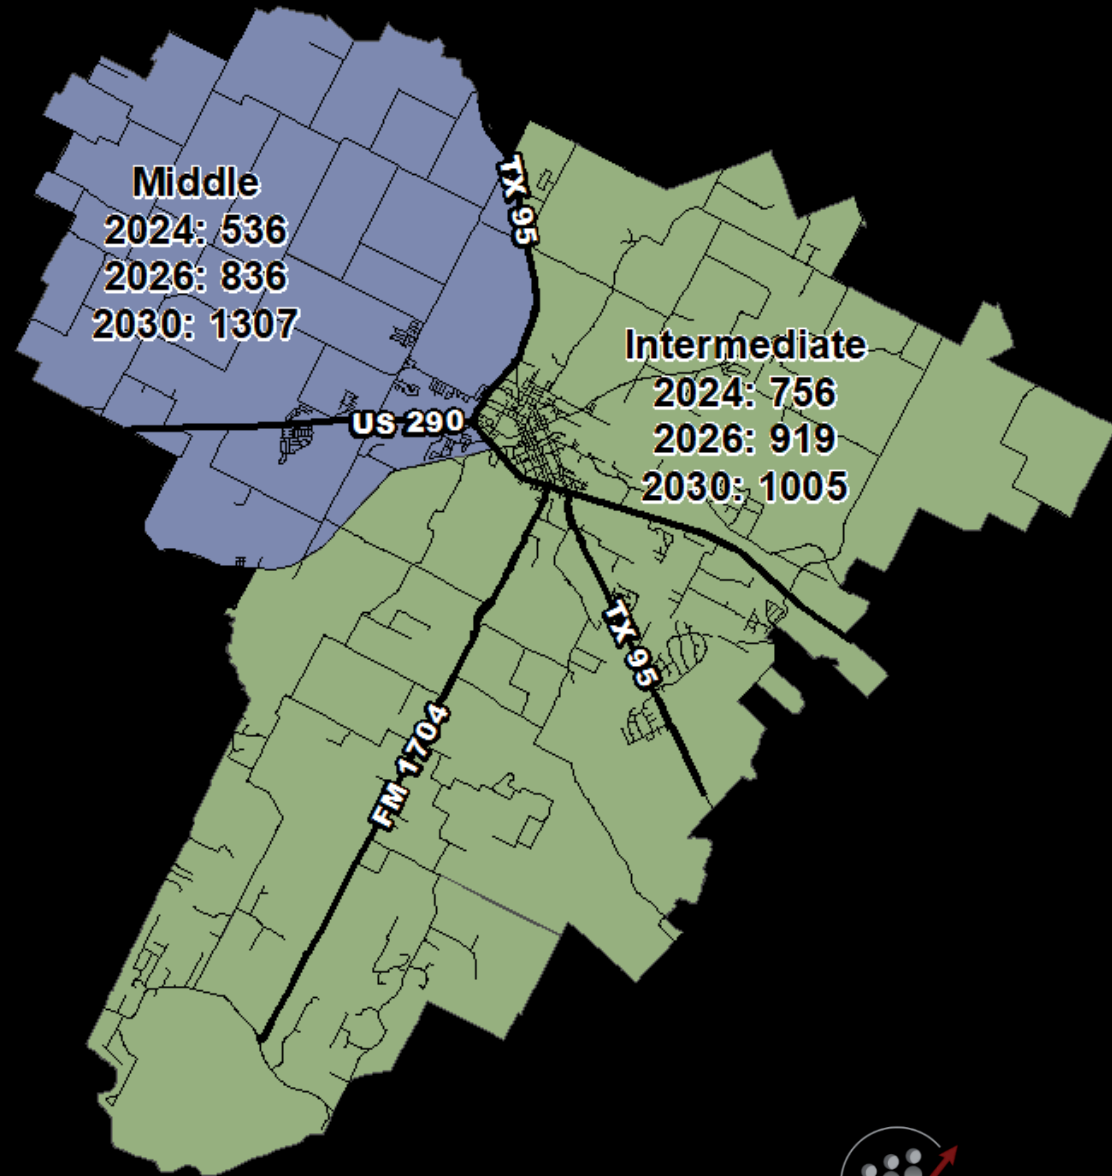 TX 95
Middle
2024: 536
2026: 836
2030: 1307
Intermediate
2024: 756
2026: 919
2030: 1005
US 290
TX 95
FM 1704